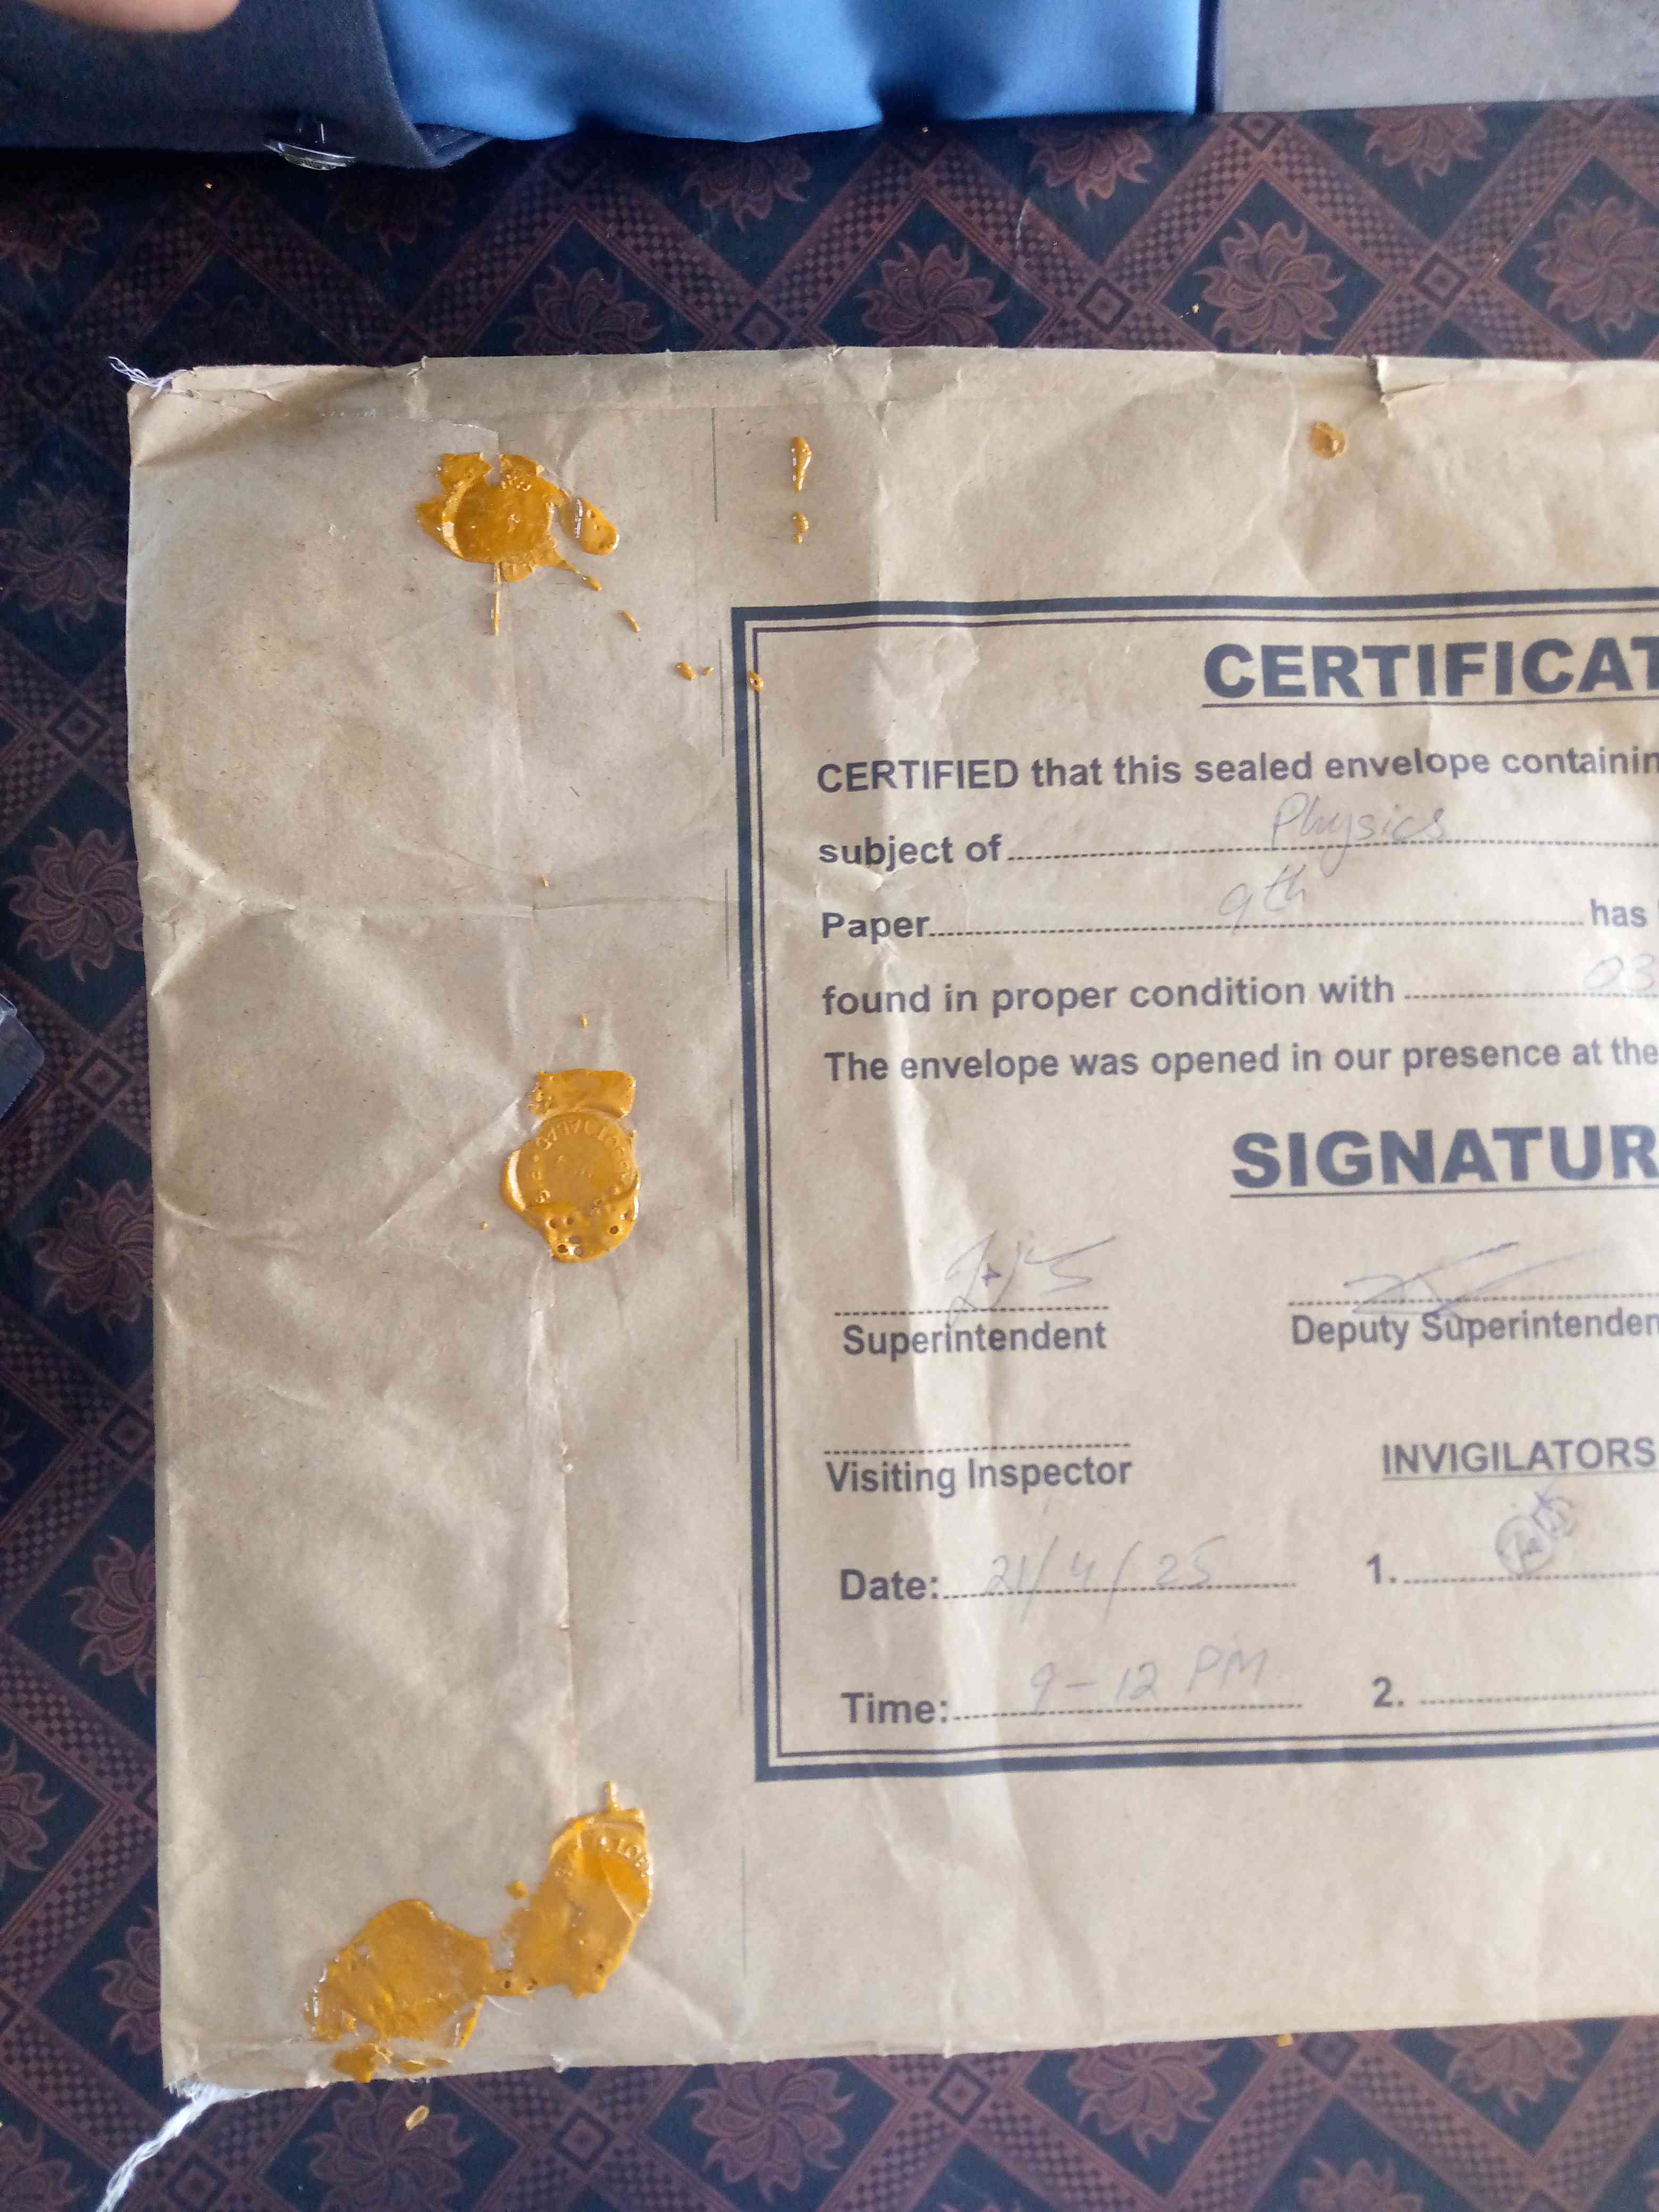 CERTIFICAT
CERTIFIED that this sealed envelope containin
subject of Physics
Paper 9th has
found in proper condition with 03
The envelope was opened in our presence at the
SIGNATUR
Superintendent Deputy Superintenden
Visiting Inspector INVIGILATORS
Date: 21/4/25 1.
Time: 9-12 PM 2.